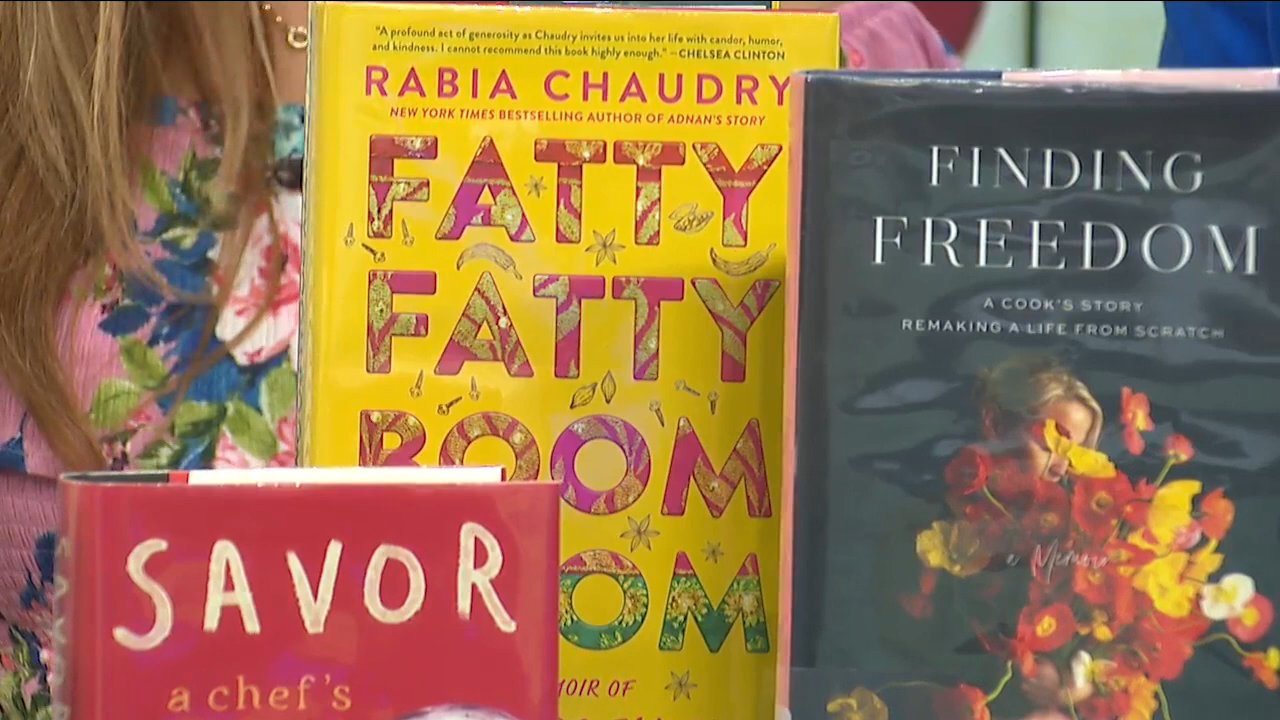 "A profound act of generosity as Chaudry invites us into her life with candor, humor,
and kindness. I cannot recommend this book highly enough." —CHELSEA CLINTON
RABIA CHAUDRY
NEW YORK TIMES BESTSELLING AUTHOR OF ADNAN'S STORY
FATTY
FATTY
BOOM
OM
MOIR OF
FINDING
FREEDOM
A COOK'S STORY
REMAKING A LIFE FROM SCRATCH
a Memoir
SAVOR
a chef's